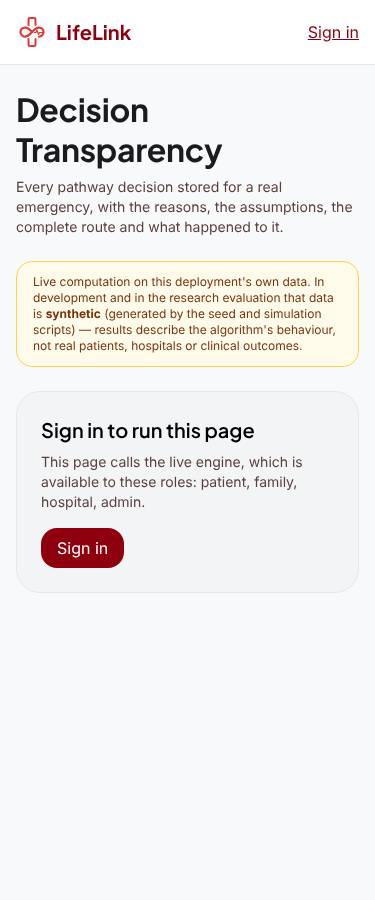 LifeLink
Sign in
Decision
Transparency
Every pathway decision stored for a real
emergency, with the reasons, the assumptions, the
complete route and what happened to it.
Live computation on this deployment's own data. In
development and in the research evaluation that data
is synthetic (generated by the seed and simulation
scripts) — results describe the algorithm's behaviour,
not real patients, hospitals or clinical outcomes.
Sign in to run this page
This page calls the live engine, which is
available to these roles: patient, family,
hospital, admin.
Sign in